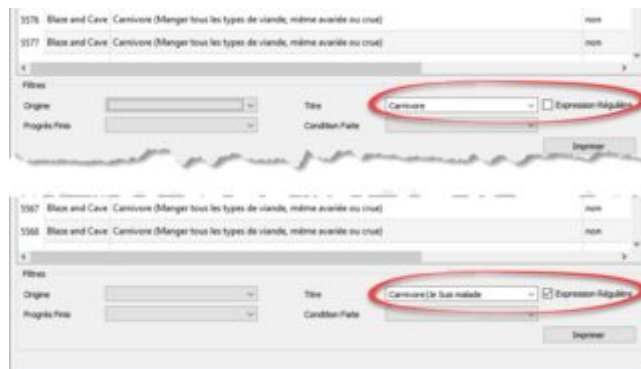 5576 Blaze and Cave Carnivore (Manger tous les types de viande, même avariée ou crue) non
5577 Blaze and Cave Carnivore (Manger tous les types de viande, même avariée ou crue) non
Filtres
Origine Titre Carnivore Expression Régulière
Progrès Finis Condition Faite
Imprimer
5567 Blaze and Cave Carnivore (Manger tous les types de viande, même avariée ou crue) non
5568 Blaze and Cave Carnivore (Manger tous les types de viande, même avariée ou crue) non
Filtres
Origine Titre Carnivore|Je Suis malade Expression Régulière
Progrès Finis Condition Faite
Imprimer